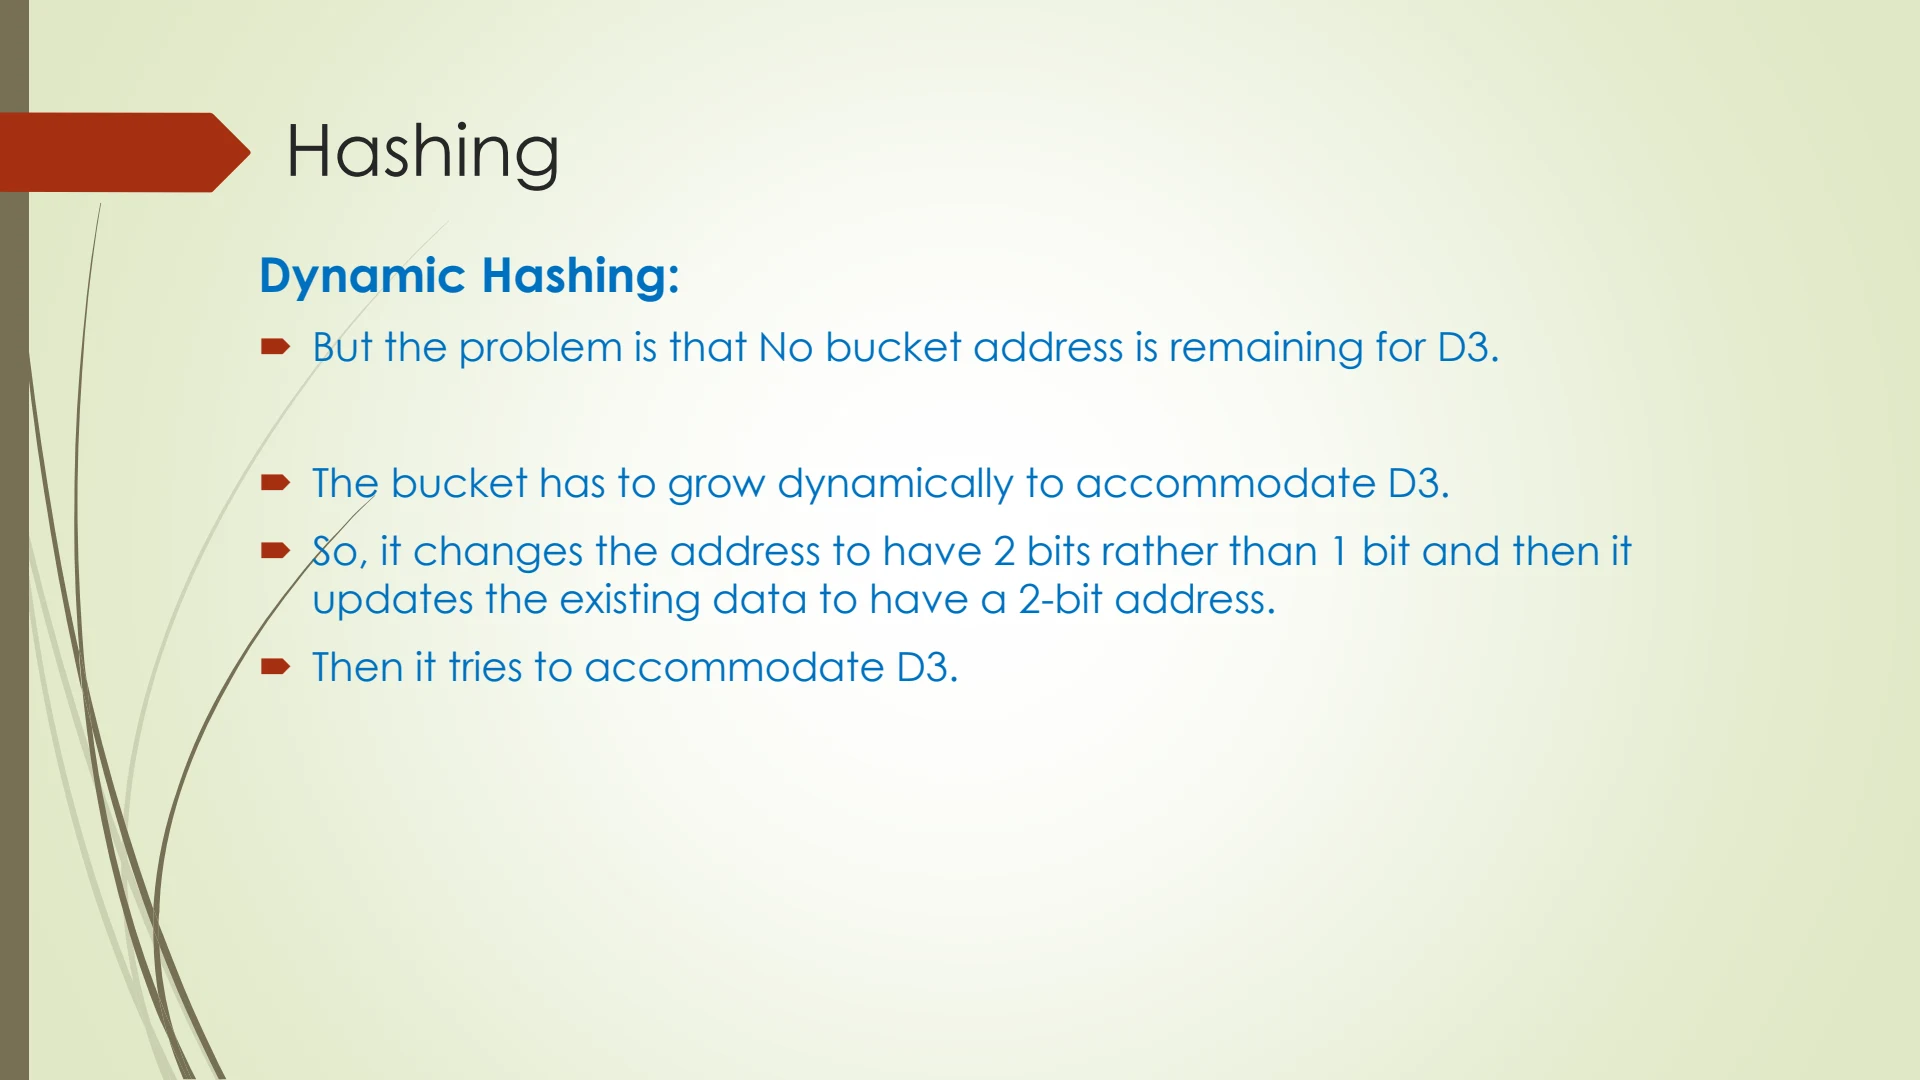 Hashing
Dynamic Hashing:
But the problem is that No bucket address is remaining for D3.
The bucket has to grow dynamically to accommodate D3.
So, it changes the address to have 2 bits rather than 1 bit and then it
updates the existing data to have a 2-bit address.
Then it tries to accommodate D3.